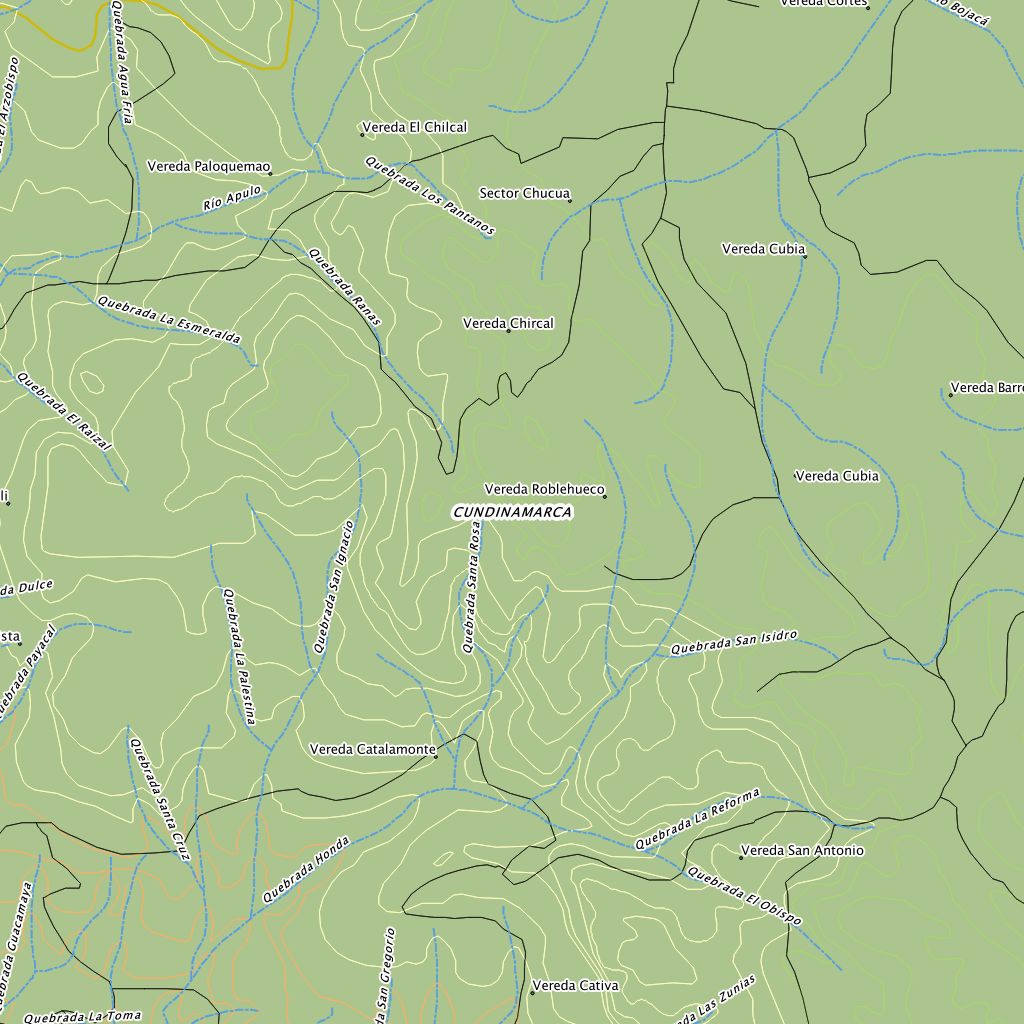 Vereda Cortés
Bojacá
Quebrada Agua Fría
El Arzobispo
Vereda El Chilcal
Vereda Paloquemao
Río Apulo
Quebrada Los Pantanos
Sector Chucua
Vereda Cubia
Quebrada Ranas
Quebrada La Esmeralda
Vereda Chircal
Quebrada El Raizal
Vereda Barro
Vereda Cubia
Vereda Roblehueco
CUNDINAMARCA
Quebrada Santa Rosa
Quebrada San Ignacio
Dulce
Quebrada La Palestina
Quebrada Payacal
Quebrada San Isidro
Vereda Catalamonte
Quebrada Santa Cruz
Quebrada La Reforma
Quebrada Honda
Vereda San Antonio
Quebrada El Obispo
Quebrada Guacamaya
San Gregorio
Vereda Cativa
Las Zunias
Quebrada La Toma